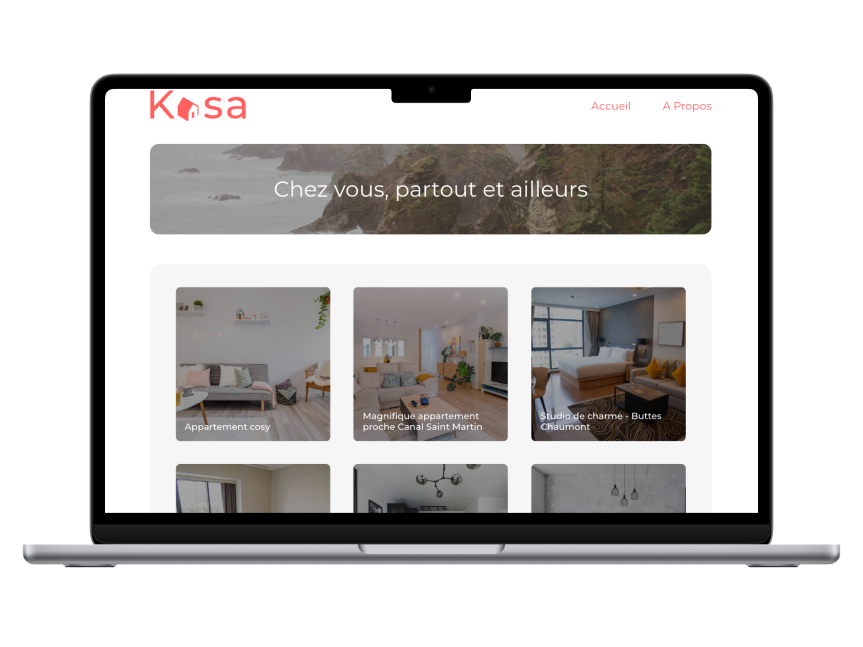 Kasa
Accueil
A Propos
Chez vous, partout et ailleurs
Appartement cosy
Magnifique appartement
proche Canal Saint Martin
Studio de charme - Buttes
Chaumont